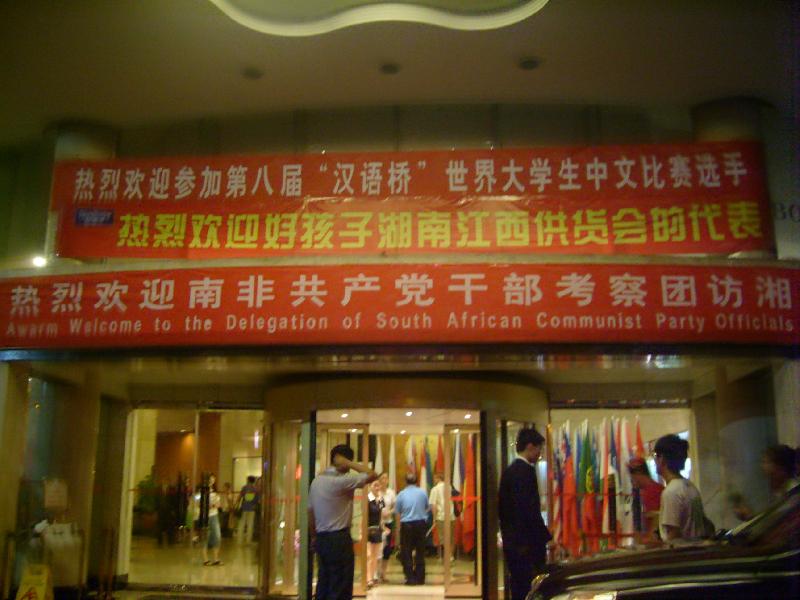 热烈欢迎参加第八届“汉语桥”世界大学生中文比赛选手
热烈欢迎好孩子湖南江西供货会的代表
热烈欢迎南非共产党干部考察团访湘
Awarm Welcome to the Delegation of South African Communist Party Officials